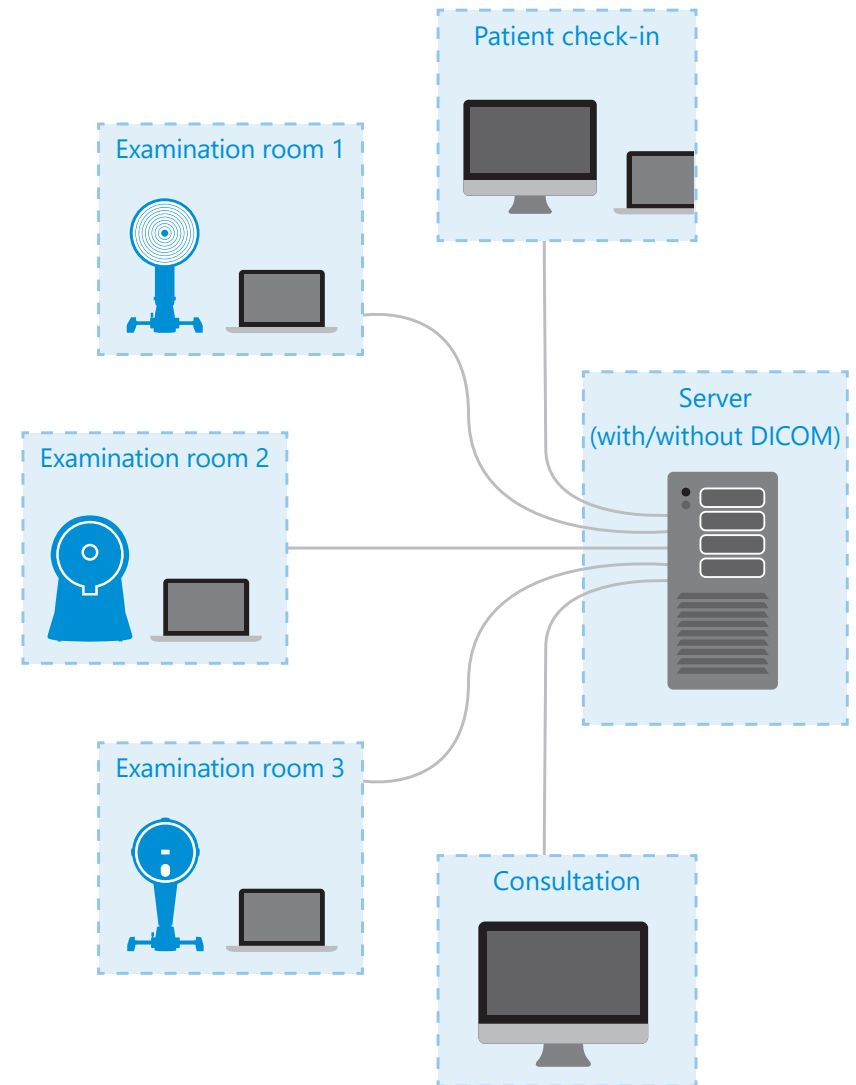 Patient check-in
Examination room 1
Server
(with/without DICOM)
Examination room 2
Examination room 3
Consultation